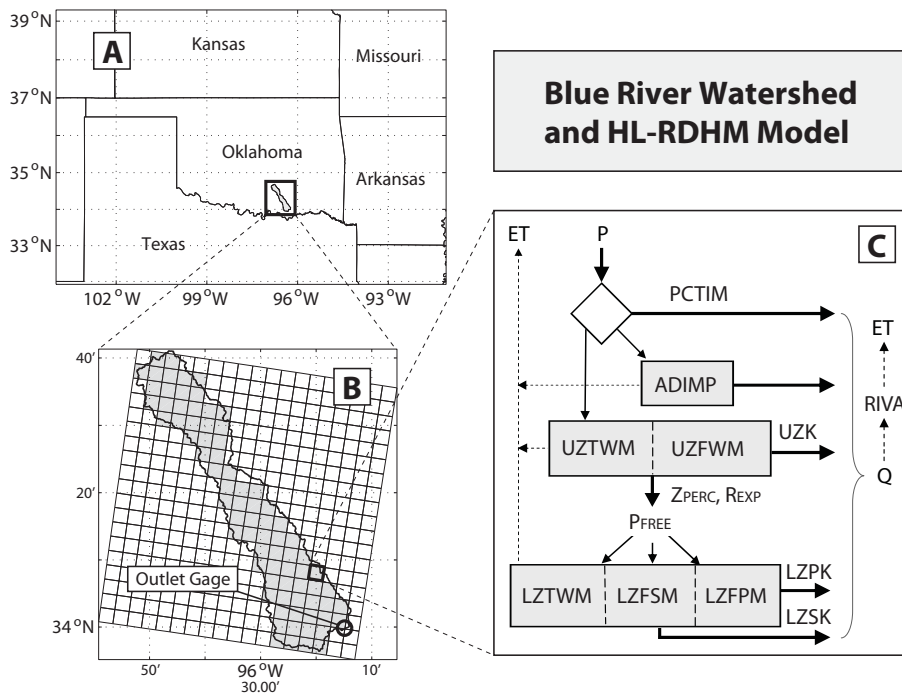 39°N
37°N
35°N
33°N
A
Kansas
Missouri
Oklahoma
Arkansas
Texas
102°W
99°W
96°W
93°W
Blue River Watershed
and HL-RDHM Model
B
40'
20'
34°N
Outlet Gage
50'
96°W
30.00'
10'
C
ET
P
PCTIM
ET
ADIMP
RIVA
UZTWM
UZFWM
UZK
Q
ZPERC, REXP
PFREE
LZTWM
LZFSM
LZFPM
LZPK
LZSK